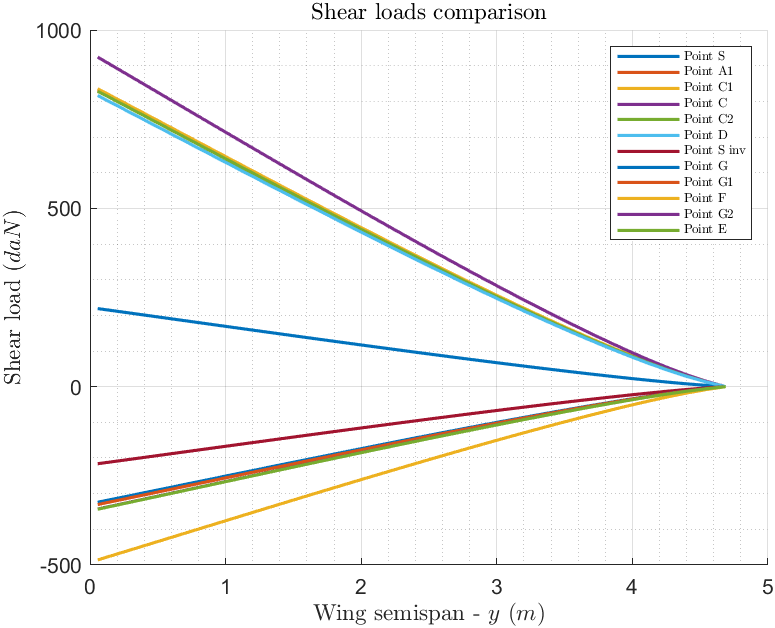 Shear loads comparison
1000
500
0
-500
Shear load (daN)
Point S
Point A1
Point C1
Point C
Point C2
Point D
Point S inv
Point G
Point G1
Point F
Point G2
Point E
0 1 2 3 4 5
Wing semispan - y (m)